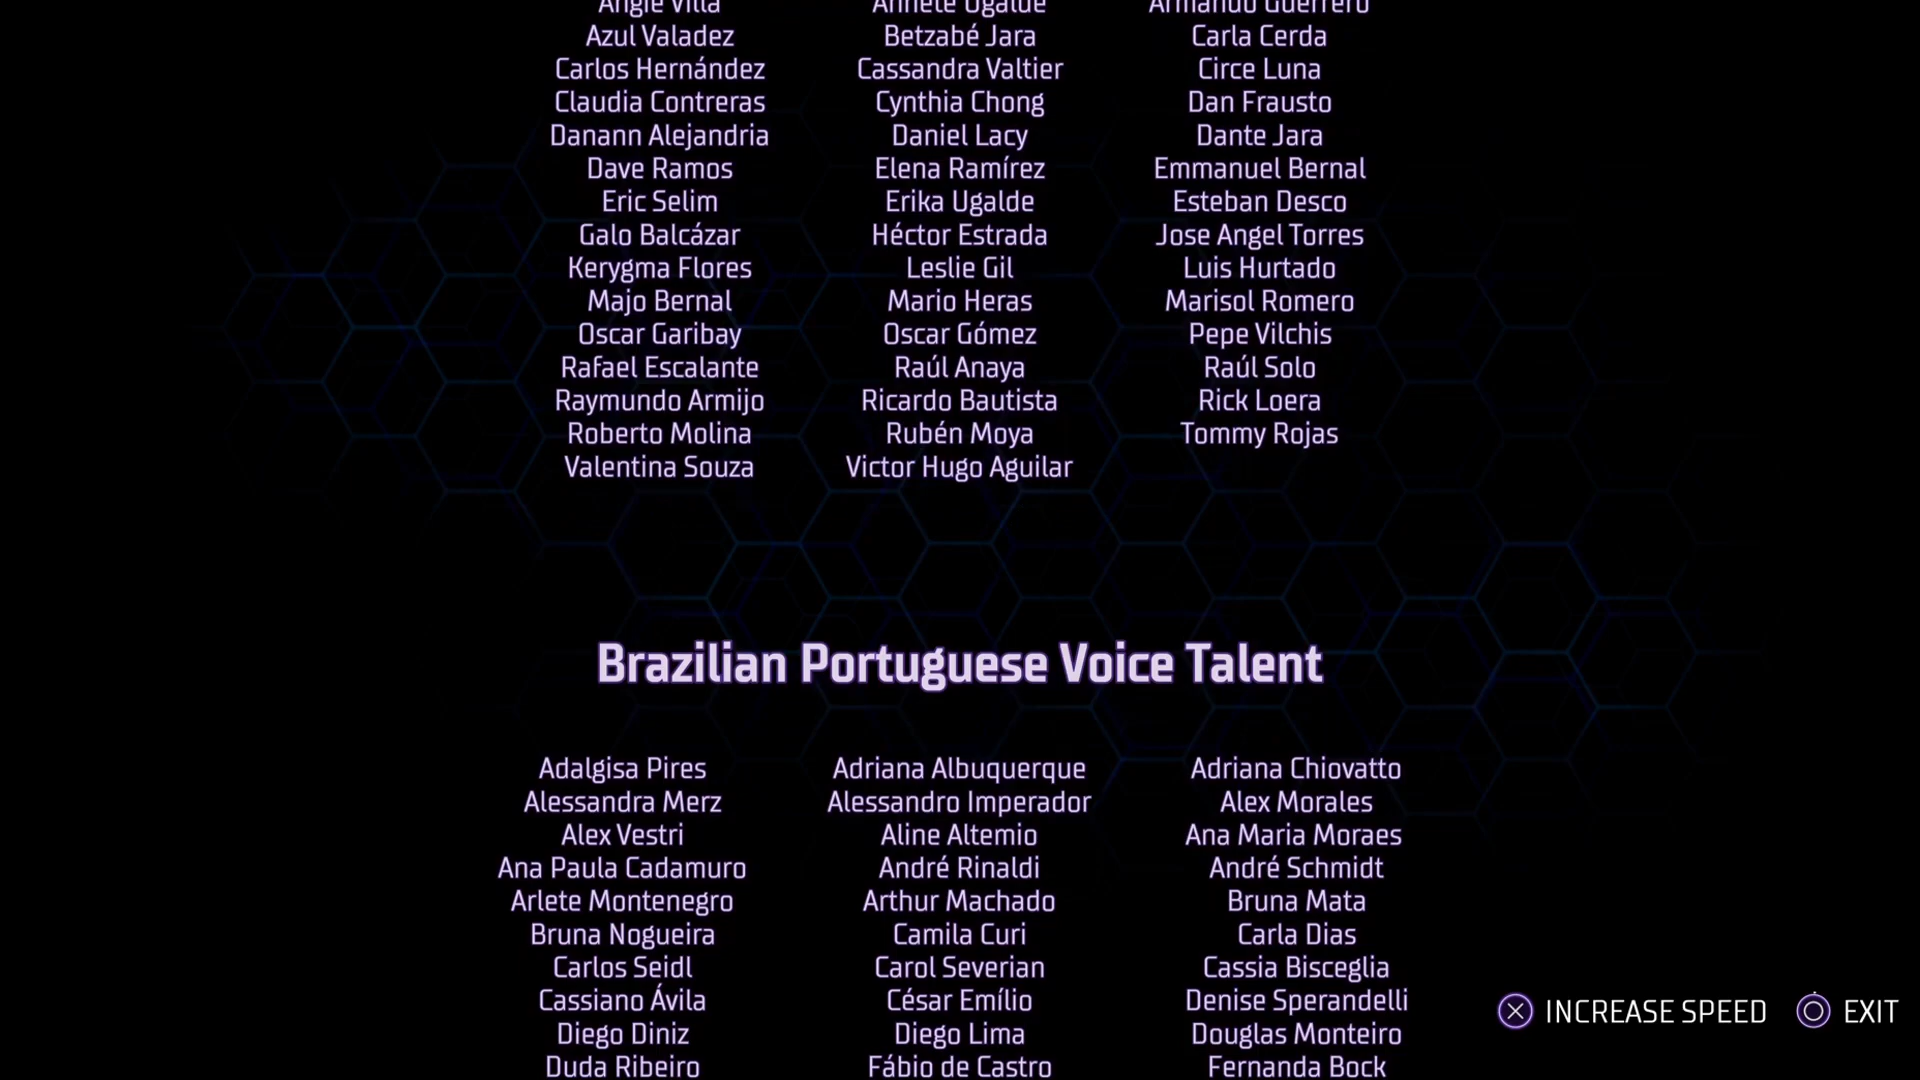 Angie Villa Annete Ugalde Armando Guerrero
Azul Valadez Betzabé Jara Carla Cerda
Carlos Hernández Cassandra Valtier Circe Luna
Claudia Contreras Cynthia Chong Dan Frausto
Danann Alejandria Daniel Lacy Dante Jara
Dave Ramos Elena Ramírez Emmanuel Bernal
Eric Selim Erika Ugalde Esteban Desco
Galo Balcázar Héctor Estrada Jose Angel Torres
Kerygma Flores Leslie Gil Luis Hurtado
Majo Bernal Mario Heras Marisol Romero
Oscar Garibay Oscar Gómez Pepe Vilchis
Rafael Escalante Raúl Anaya Raúl Solo
Raymundo Armijo Ricardo Bautista Rick Loera
Roberto Molina Rubén Moya Tommy Rojas
Valentina Souza Victor Hugo Aguilar
Brazilian Portuguese Voice Talent
Adalgisa Pires Adriana Albuquerque Adriana Chiovatto
Alessandra Merz Alessandro Imperador Alex Morales
Alex Vestri Aline Altemio Ana Maria Moraes
Ana Paula Cadamuro André Rinaldi André Schmidt
Arlete Montenegro Arthur Machado Bruna Mata
Bruna Nogueira Camila Curi Carla Dias
Carlos Seidl Carol Severian Cassia Bisceglia
Cassiano Ávila César Emílio Denise Sperandelli
Diego Diniz Diego Lima Douglas Monteiro
Duda Ribeiro Fábio de Castro Fernanda Bock
INCREASE SPEED EXIT